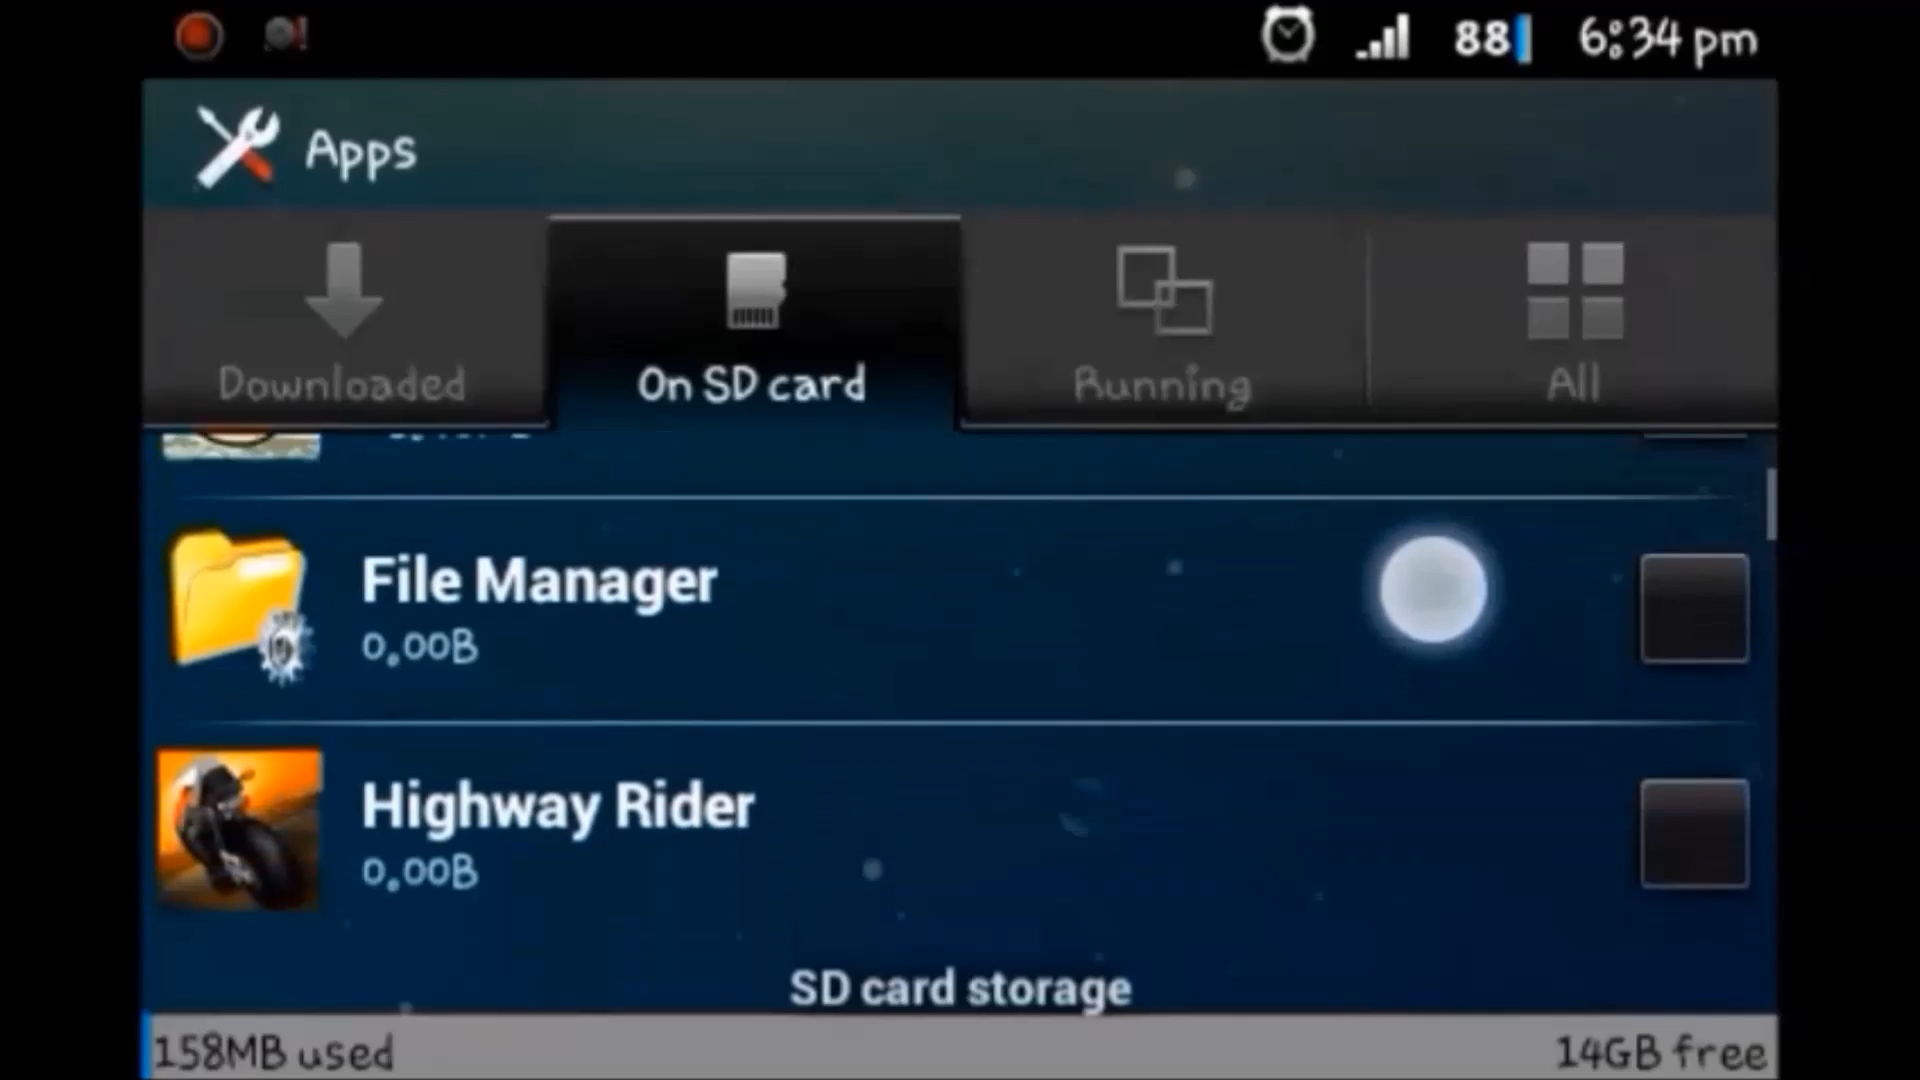 88 6:34 pm
Apps
Downloaded On SD card Running All
File Manager
0.00B
Highway Rider
0.00B
SD card storage
158MB used 14GB free